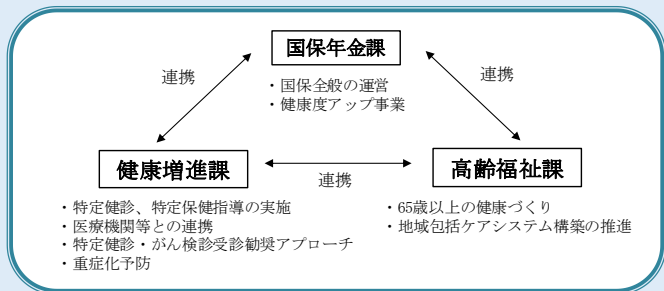 国保年金課
連携
連携
・国保全般の運営
・健康度アップ事業
健康増進課
連携
高齢福祉課
・特定健診、特定保健指導の実施
・医療機関等との連携
・特定健診・がん検診受診勧奨アプローチ
・重症化予防
・65歳以上の健康づくり
・地域包括ケアシステム構築の推進